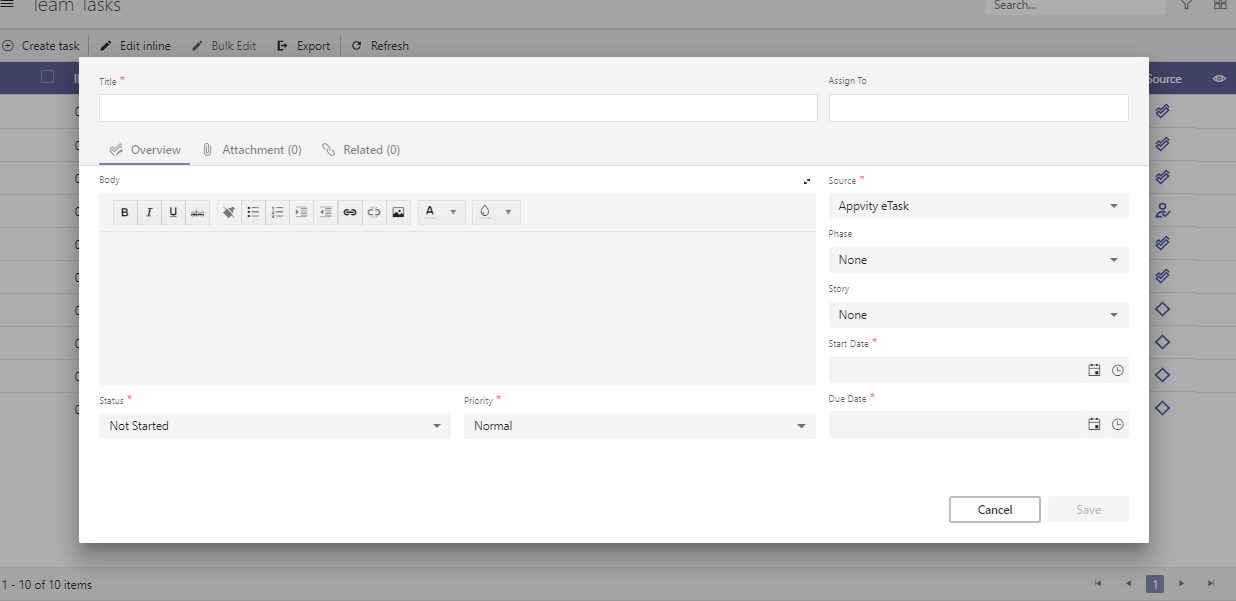 Team Tasks
Search...
Create task Edit inline Bulk Edit Export Refresh
Title * Assign To
Source
Overview Attachment (0) Related (0)
Body
Source *
B I U abc A
Appvity eTask
Phase
None
Story
None
Start Date *
Status * Priority * Due Date *
Not Started Normal
Cancel Save
1 - 10 of 10 items 1